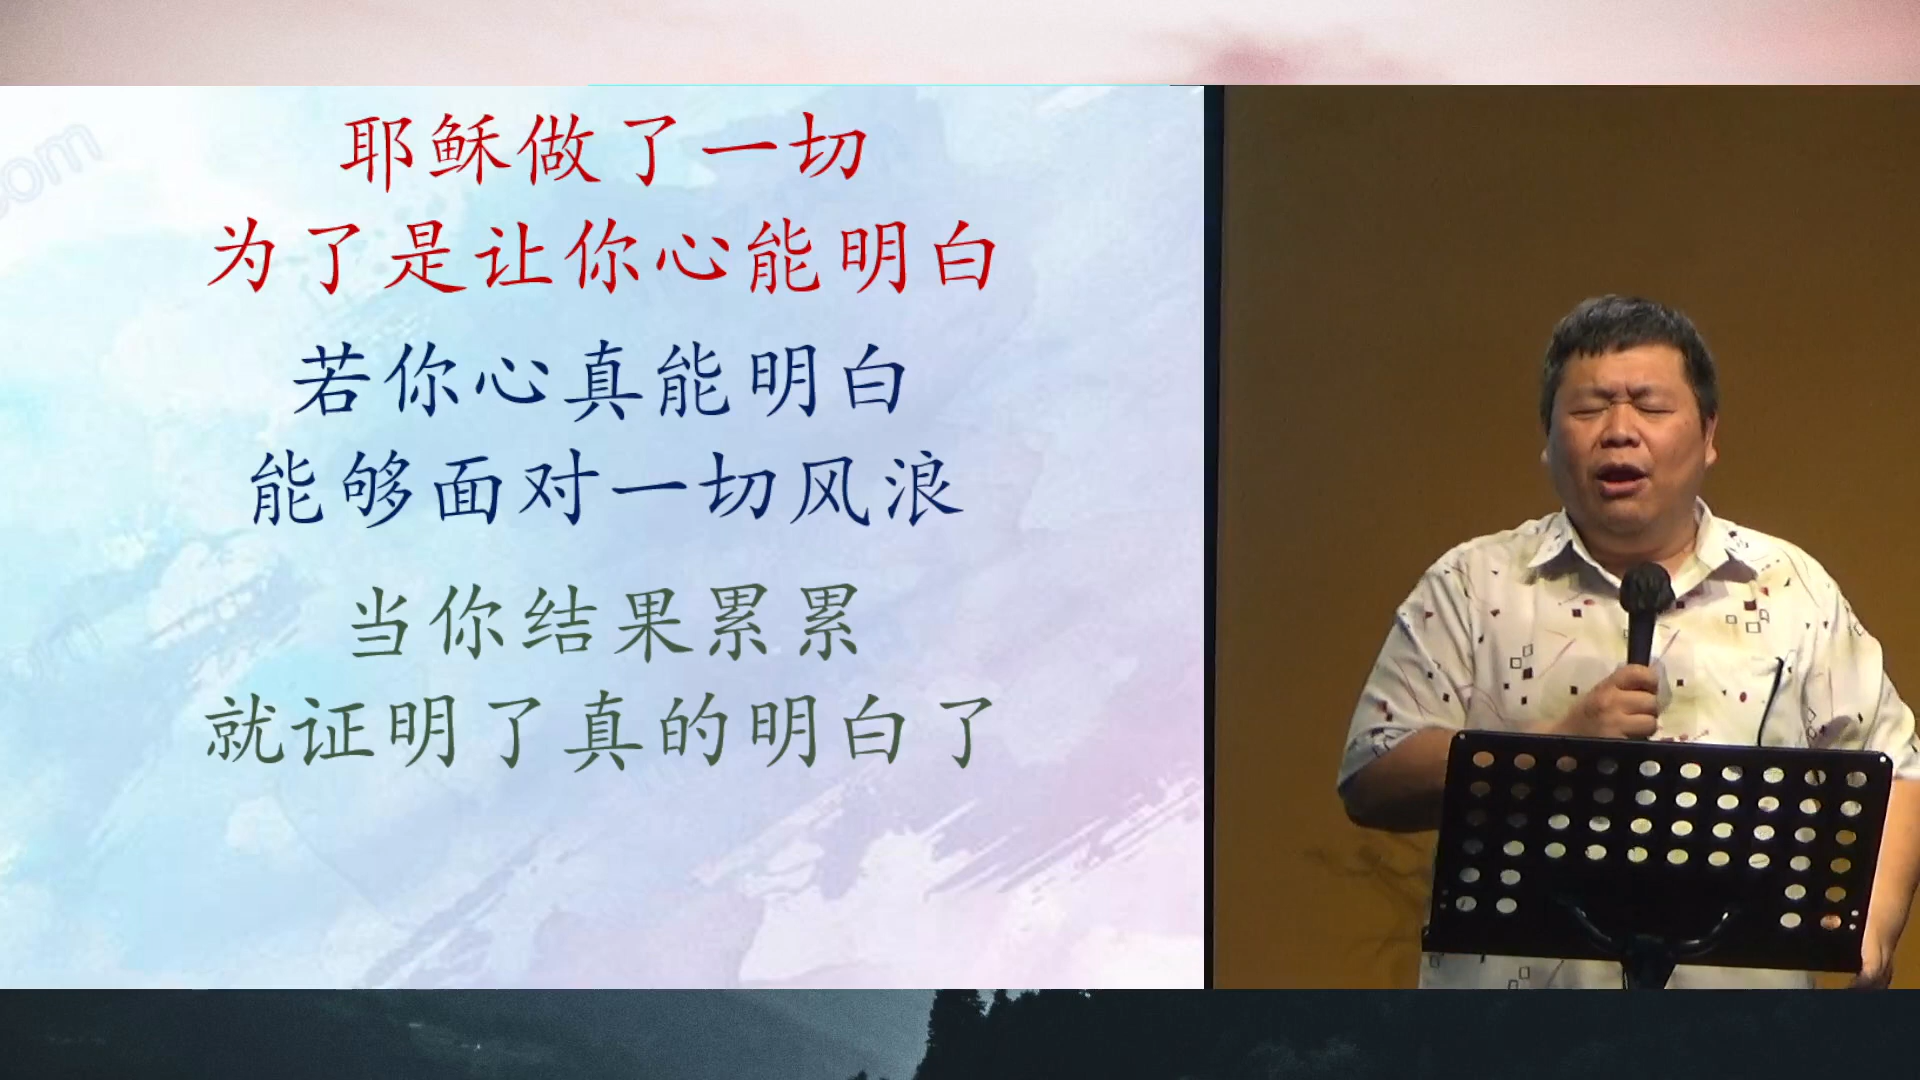 耶稣做了一切
为了是让你心能明白
若你心真能明白
能够面对一切风浪
当你结果累累
就证明了真的明白了
com